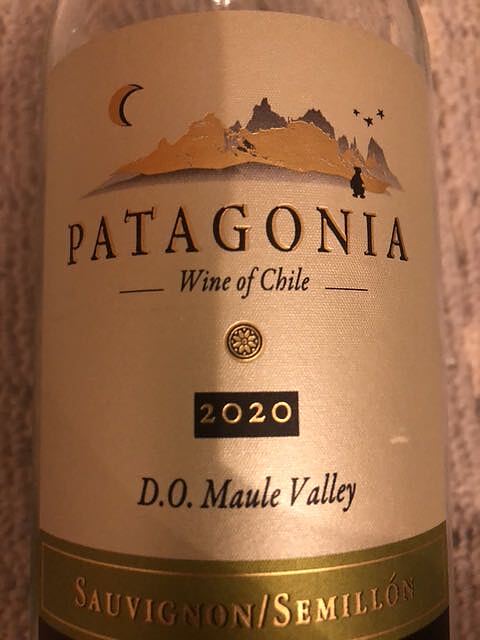 PATAGONIA
Wine of Chile
2020
D.O. Maule Valley
SAUVIGNON/SEMILLÓN